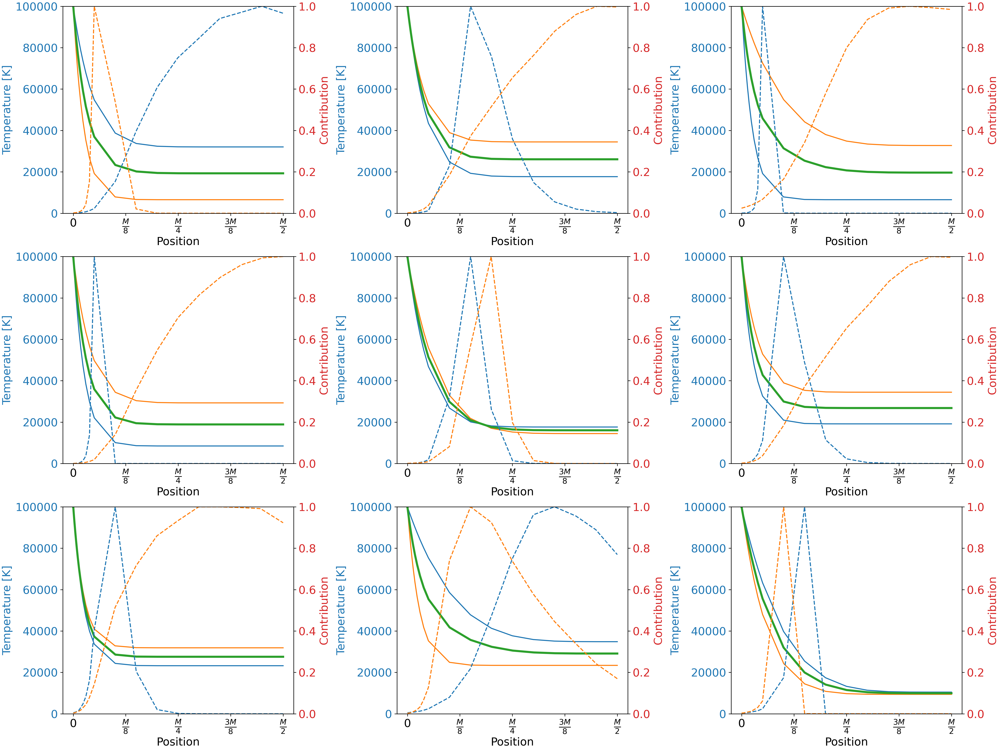 100000 1.0 100000 1.0 100000 1.0
80000 0.8 80000 0.8 80000 0.8
60000 0.6 60000 0.6 60000 0.6
40000 0.4 40000 0.4 40000 0.4
20000 0.2 20000 0.2 20000 0.2
0 0.0 0 0.0 0 0.0
Temperature [K] Contribution Temperature [K] Contribution Temperature [K] Contribution
0 M/8 M/4 3M/8 M/2 0 M/8 M/4 3M/8 M/2 0 M/8 M/4 3M/8 M/2
Position Position Position
100000 1.0 100000 1.0 100000 1.0
80000 0.8 80000 0.8 80000 0.8
60000 0.6 60000 0.6 60000 0.6
40000 0.4 40000 0.4 40000 0.4
20000 0.2 20000 0.2 20000 0.2
0 0.0 0 0.0 0 0.0
Temperature [K] Contribution Temperature [K] Contribution Temperature [K] Contribution
0 M/8 M/4 3M/8 M/2 0 M/8 M/4 3M/8 M/2 0 M/8 M/4 3M/8 M/2
Position Position Position
100000 1.0 100000 1.0 100000 1.0
80000 0.8 80000 0.8 80000 0.8
60000 0.6 60000 0.6 60000 0.6
40000 0.4 40000 0.4 40000 0.4
20000 0.2 20000 0.2 20000 0.2
0 0.0 0 0.0 0 0.0
Temperature [K] Contribution Temperature [K] Contribution Temperature [K] Contribution
0 M/8 M/4 3M/8 M/2 0 M/8 M/4 3M/8 M/2 0 M/8 M/4 3M/8 M/2
Position Position Position